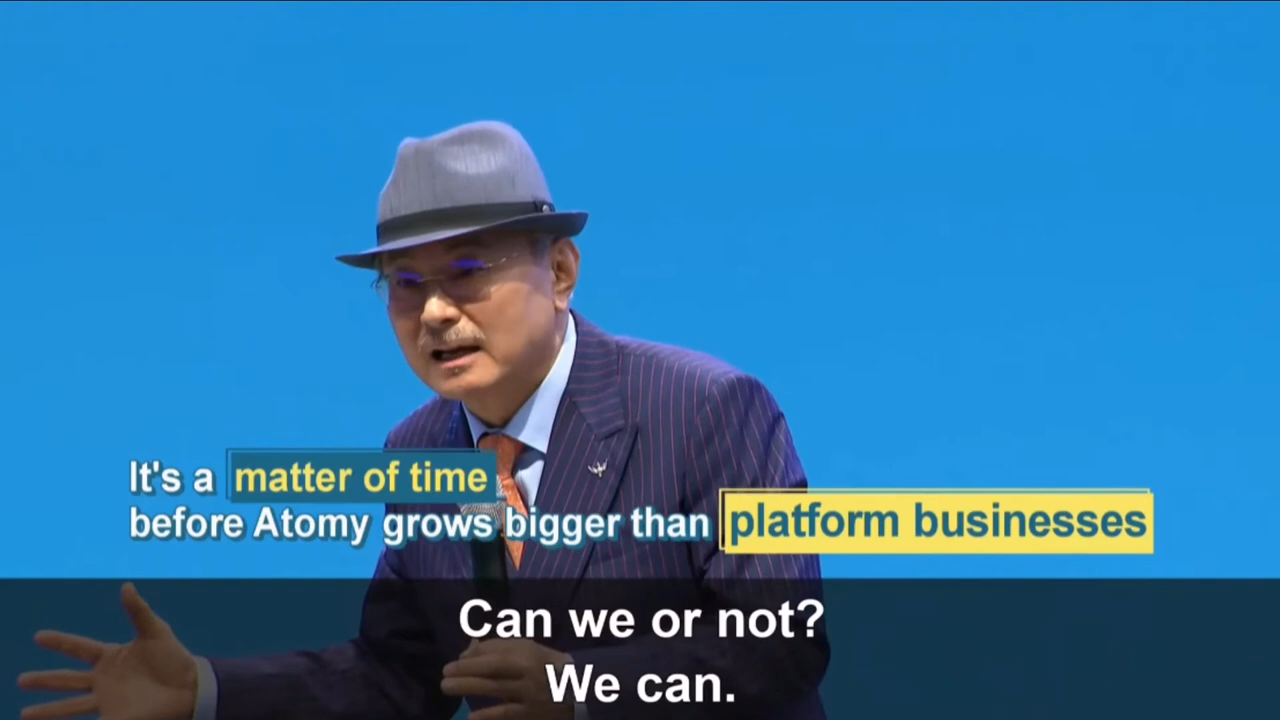 It's a matter of time
before Atomy grows bigger than platform businesses
Can we or not?
We can.